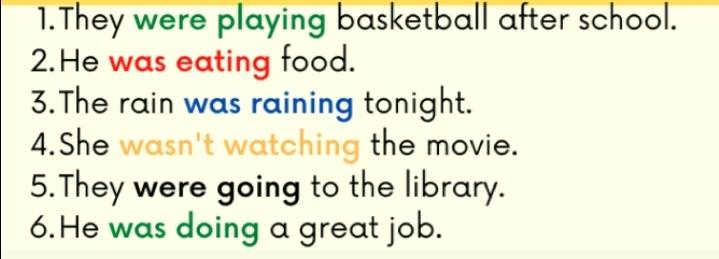 1.They were playing basketball after school.
2.He was eating food.
3.The rain was raining tonight.
4.She wasn't watching the movie.
5.They were going to the library.
6.He was doing a great job.